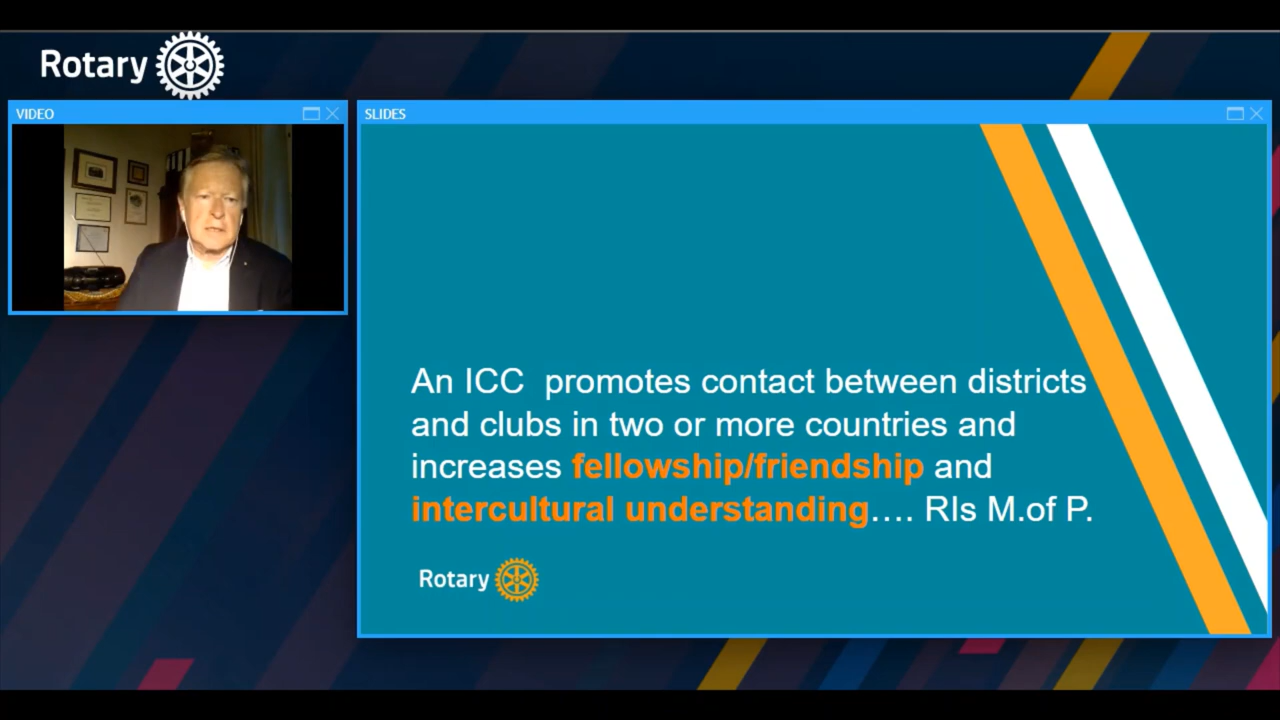 Rotary
VIDEO
SLIDES
An ICC promotes contact between districts
and clubs in two or more countries and
increases fellowship/friendship and
intercultural understanding.... RIs M.of P.
Rotary